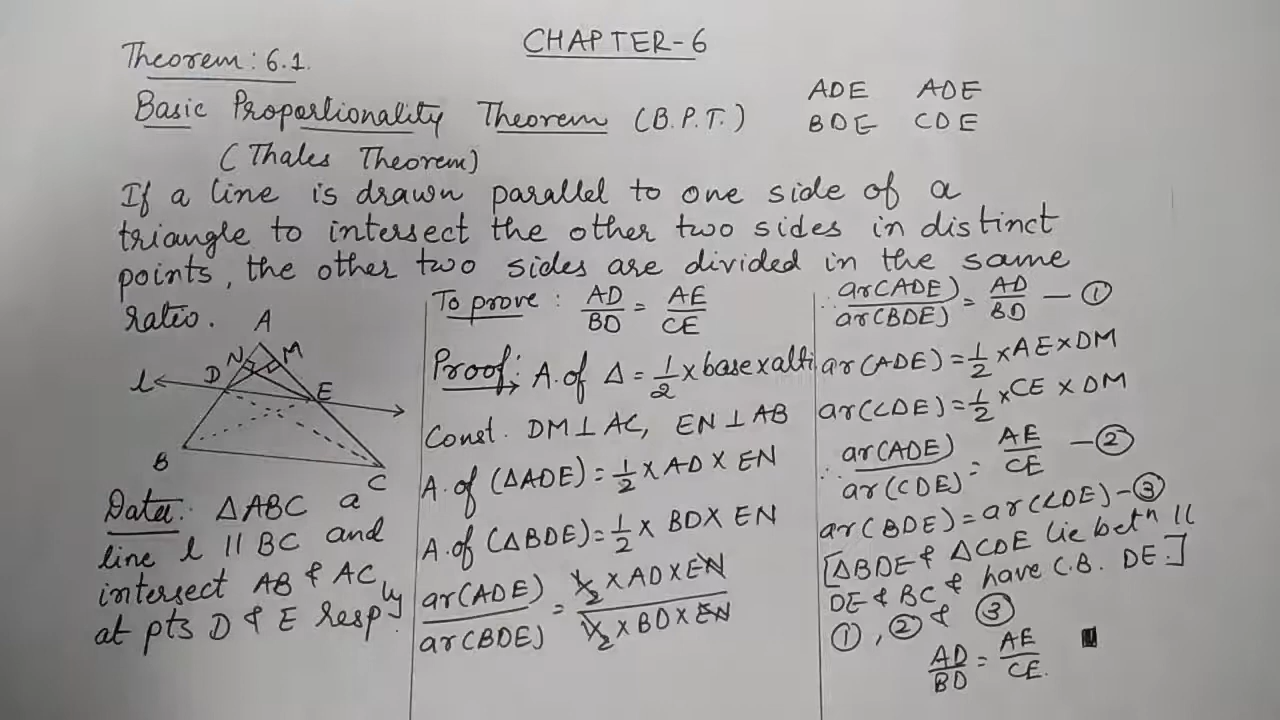 CHAPTER-6
Theorem: 6.1.
Basic Proportionality Theorem (B.P.T.)
ADE ADE
BDE CDE
(Thales Theorem)
If a line is drawn parallel to one side of a
triangle to intersect the other two sides in distinct
points, the other two sides are divided in the same
ratio.
A
N M
D
l E
B
C
Data: △ABC a
line l || BC and
intersect AB & AC
at pts D & E resply.
To prove: AD/BD = AE/CE
Proof: A. of △ = 1/2 × base × alti
Const. DM ⊥ AC, EN ⊥ AB
A. of (△ADE) = 1/2 × AD × EN
A. of (△BDE) = 1/2 × BD × EN
ar(ADE)/ar(BDE) = (1/2 × AD × EN)/(1/2 × BD × EN)
∴ ar(ADE)/ar(BDE) = AD/BD — ①
ar(ADE) = 1/2 × AE × DM
ar(CDE) = 1/2 × CE × DM
∴ ar(ADE)/ar(CDE) = AE/CE — ②
ar(BDE) = ar(CDE) — ③
[△BDE & △CDE lie betn ||
DE & BC & have C.B. DE.]
①, ② & ③
AD/BD = AE/CE.